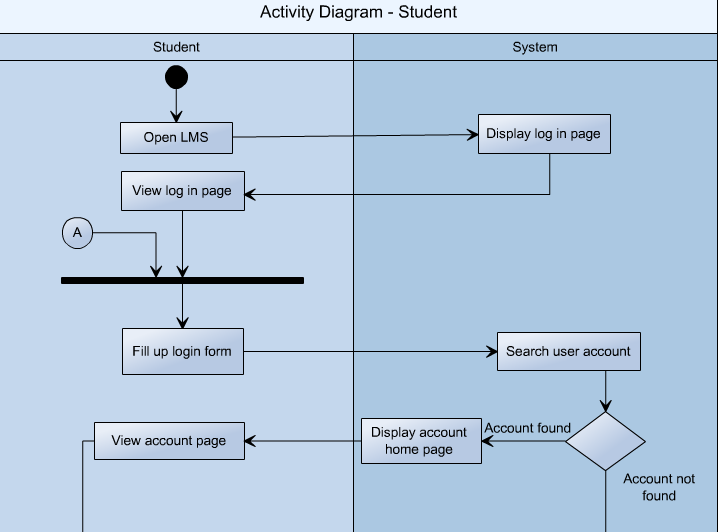 Activity Diagram - Student
Student
System
Open LMS
Display log in page
View log in page
A
Fill up login form
Search user account
Account found
View account page
Display account
home page
Account not
found